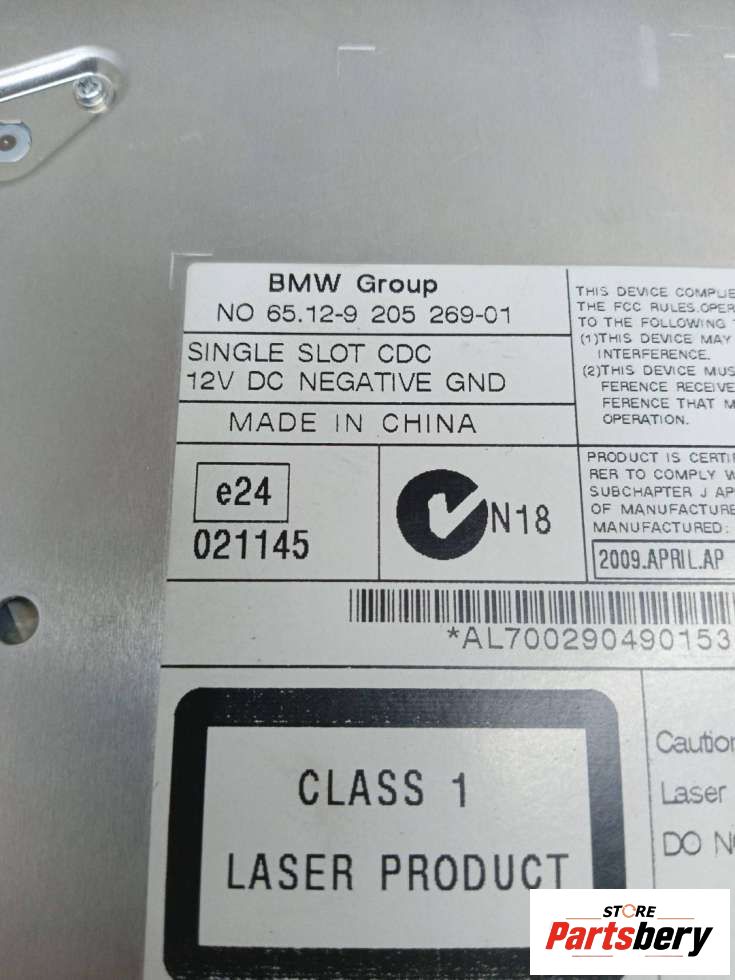 BMW Group
NO 65.12-9 205 269-01
SINGLE SLOT CDC
12V DC NEGATIVE GND
MADE IN CHINA
e24
021145
N18
THIS DEVICE COMPLIE
THE FCC RULES.OPER
TO THE FOLLOWING
(1)THIS DEVICE MAY
INTERFERENCE.
(2)THIS DEVICE MUS
FERENCE RECEIVE
FERENCE THAT M
OPERATION.
PRODUCT IS CERTIF
RER TO COMPLY W
SUBCHAPTER J AP
OF MANUFACTURE
MANUFACTURED:
2009.APRIL.AP
*AL700290490153
CLASS 1
LASER PRODUCT
Caution
Laser
DO NO
STORE
Partsbery